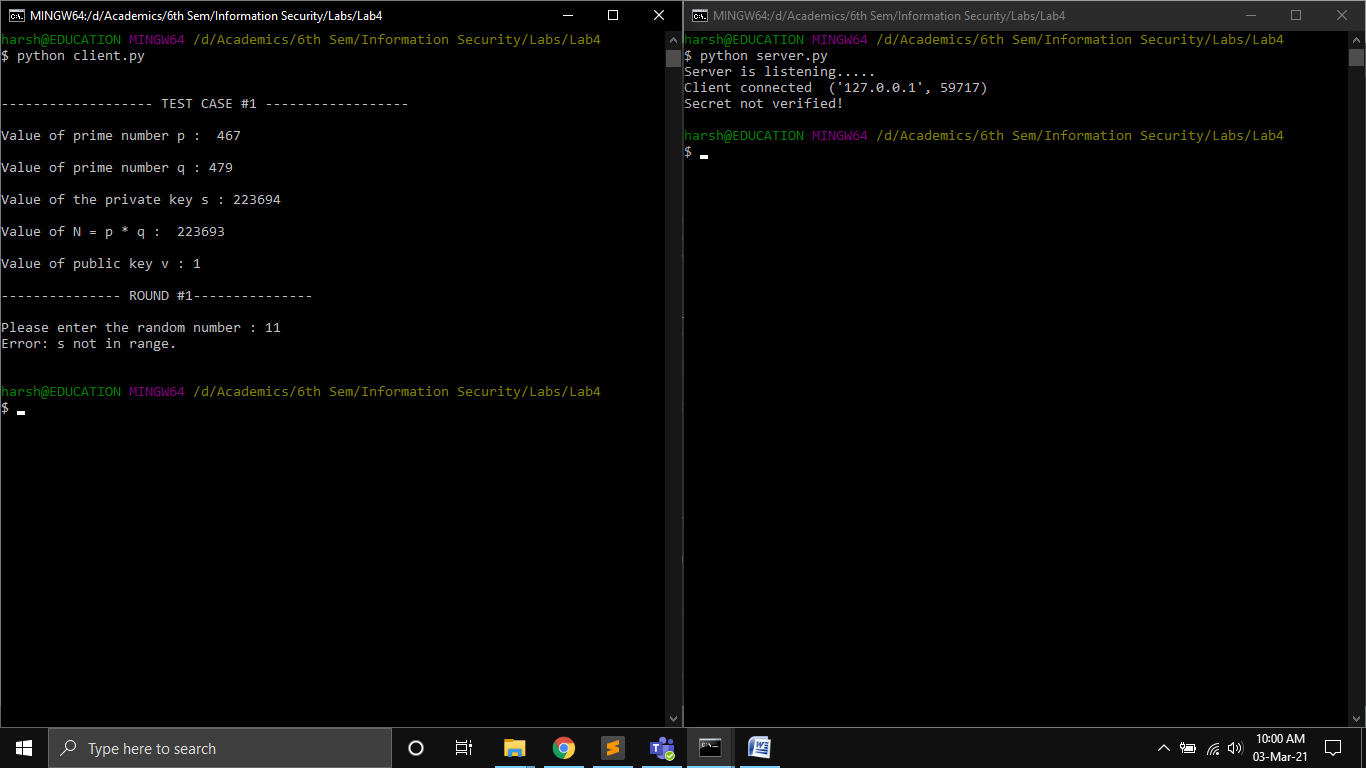 MINGW64:/d/Academics/6th Sem/Information Security/Labs/Lab4
harsh@EDUCATION MINGW64 /d/Academics/6th Sem/Information Security/Labs/Lab4
$ python client.py
------------------ TEST CASE #1 ------------------
Value of prime number p :  467
Value of prime number q : 479
Value of the private key s : 223694
Value of N = p * q :  223693
Value of public key v : 1
--------------- ROUND #1---------------
Please enter the random number : 11
Error: s not in range.
harsh@EDUCATION MINGW64 /d/Academics/6th Sem/Information Security/Labs/Lab4
$
MINGW64:/d/Academics/6th Sem/Information Security/Labs/Lab4
harsh@EDUCATION MINGW64 /d/Academics/6th Sem/Information Security/Labs/Lab4
$ python server.py
Server is listening.....
Client connected  ('127.0.0.1', 59717)
Secret not verified!
harsh@EDUCATION MINGW64 /d/Academics/6th Sem/Information Security/Labs/Lab4
$
Type here to search
10:00 AM
03-Mar-21